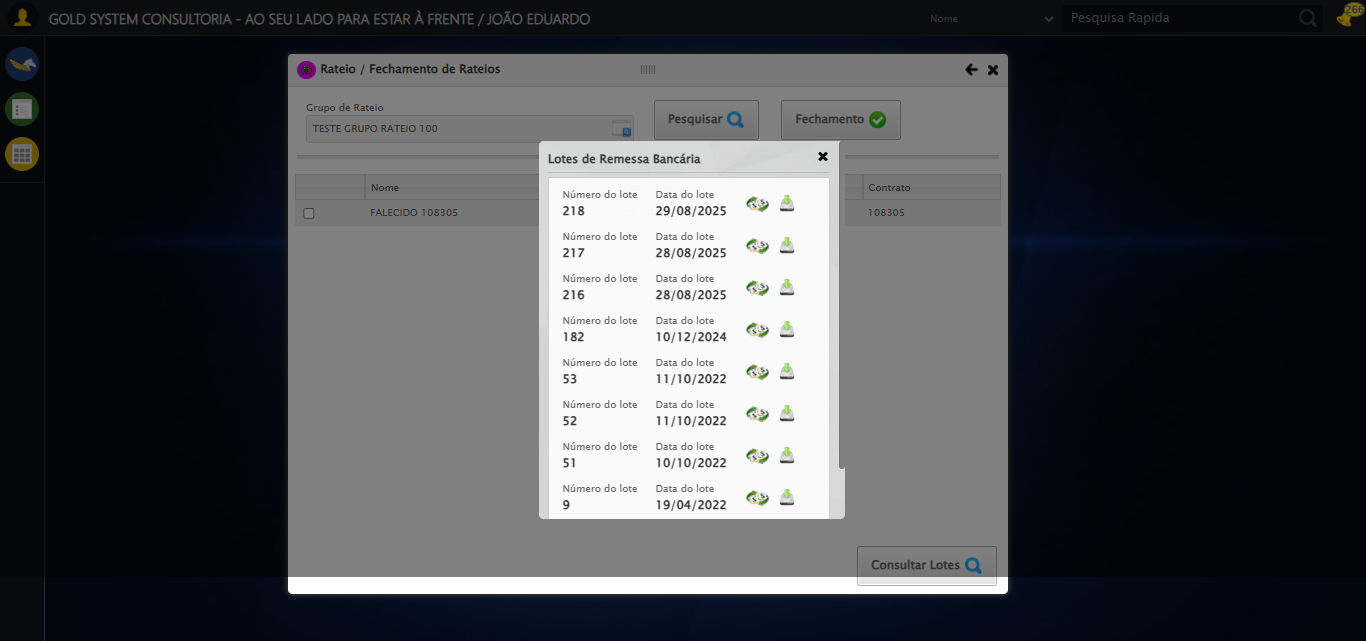 GOLD SYSTEM CONSULTORIA - AO SEU LADO PARA ESTAR À FRENTE / JOÃO EDUARDO
Nome
Pesquisa Rapida
266
Rateio / Fechamento de Rateios
Grupo de Rateio
TESTE GRUPO RATEIO 100
Pesquisar
Fechamento
Nome
Contrato
FALECIDO 108305
108305
Lotes de Remessa Bancária
Número do lote Data do lote
218 29/08/2025
Número do lote Data do lote
217 28/08/2025
Número do lote Data do lote
216 28/08/2025
Número do lote Data do lote
182 10/12/2024
Número do lote Data do lote
53 11/10/2022
Número do lote Data do lote
52 11/10/2022
Número do lote Data do lote
51 10/10/2022
Número do lote Data do lote
9 19/04/2022
Consultar Lotes